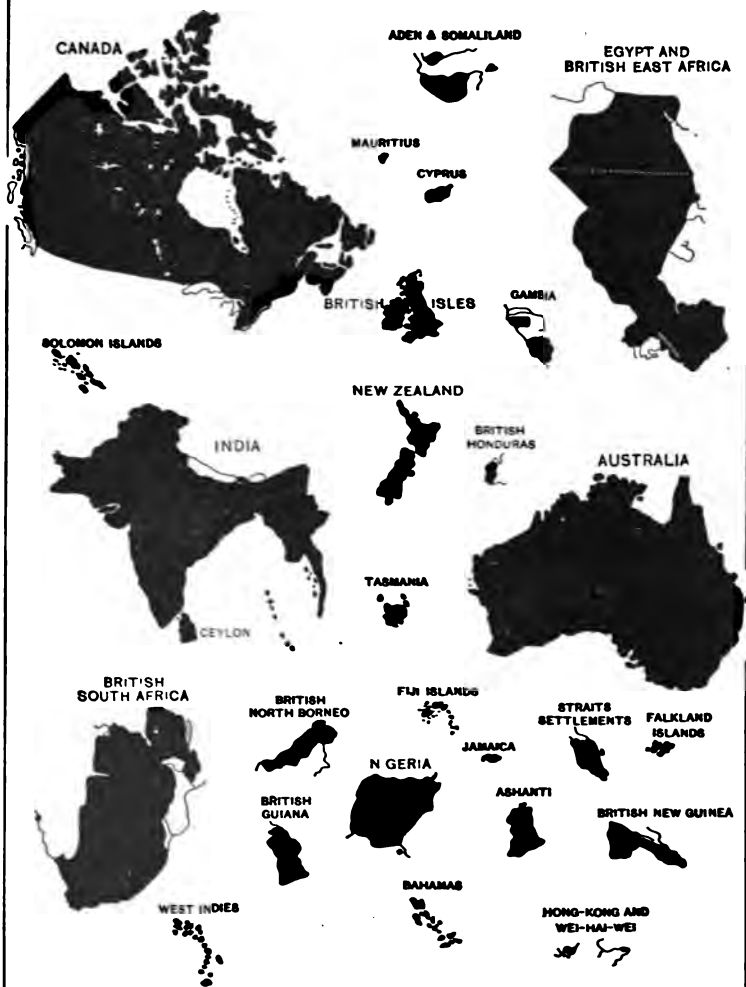 CANADA
ADEN & SOMALILAND
EGYPT AND
BRITISH EAST AFRICA
MAURITIUS
CYPRUS
BRITISH ISLES
GAMBIA
SOLOMON ISLANDS
NEW ZEALAND
INDIA
BRITISH
HONDURAS
AUSTRALIA
TASMANIA
CEYLON
BRITISH
SOUTH AFRICA
BRITISH
NORTH BORNEO
FIJI ISLANDS
STRAITS
SETTLEMENTS
FALKLAND
ISLANDS
JAMAICA
N GERIA
BRITISH
GUIANA
ASHANTI
BRITISH NEW GUINEA
WEST INDIES
BAHAMAS
HONG-KONG AND
WEI-HAI-WEI